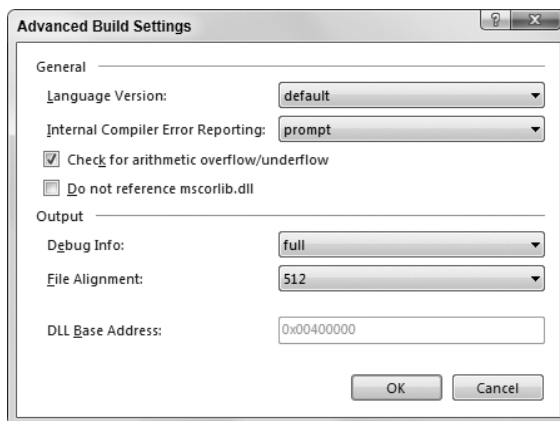 Advanced Build Settings
General
Language Version: default
Internal Compiler Error Reporting: prompt
Check for arithmetic overflow/underflow
Do not reference mscorlib.dll
Output
Debug Info: full
File Alignment: 512
DLL Base Address: 0x00400000
OK Cancel